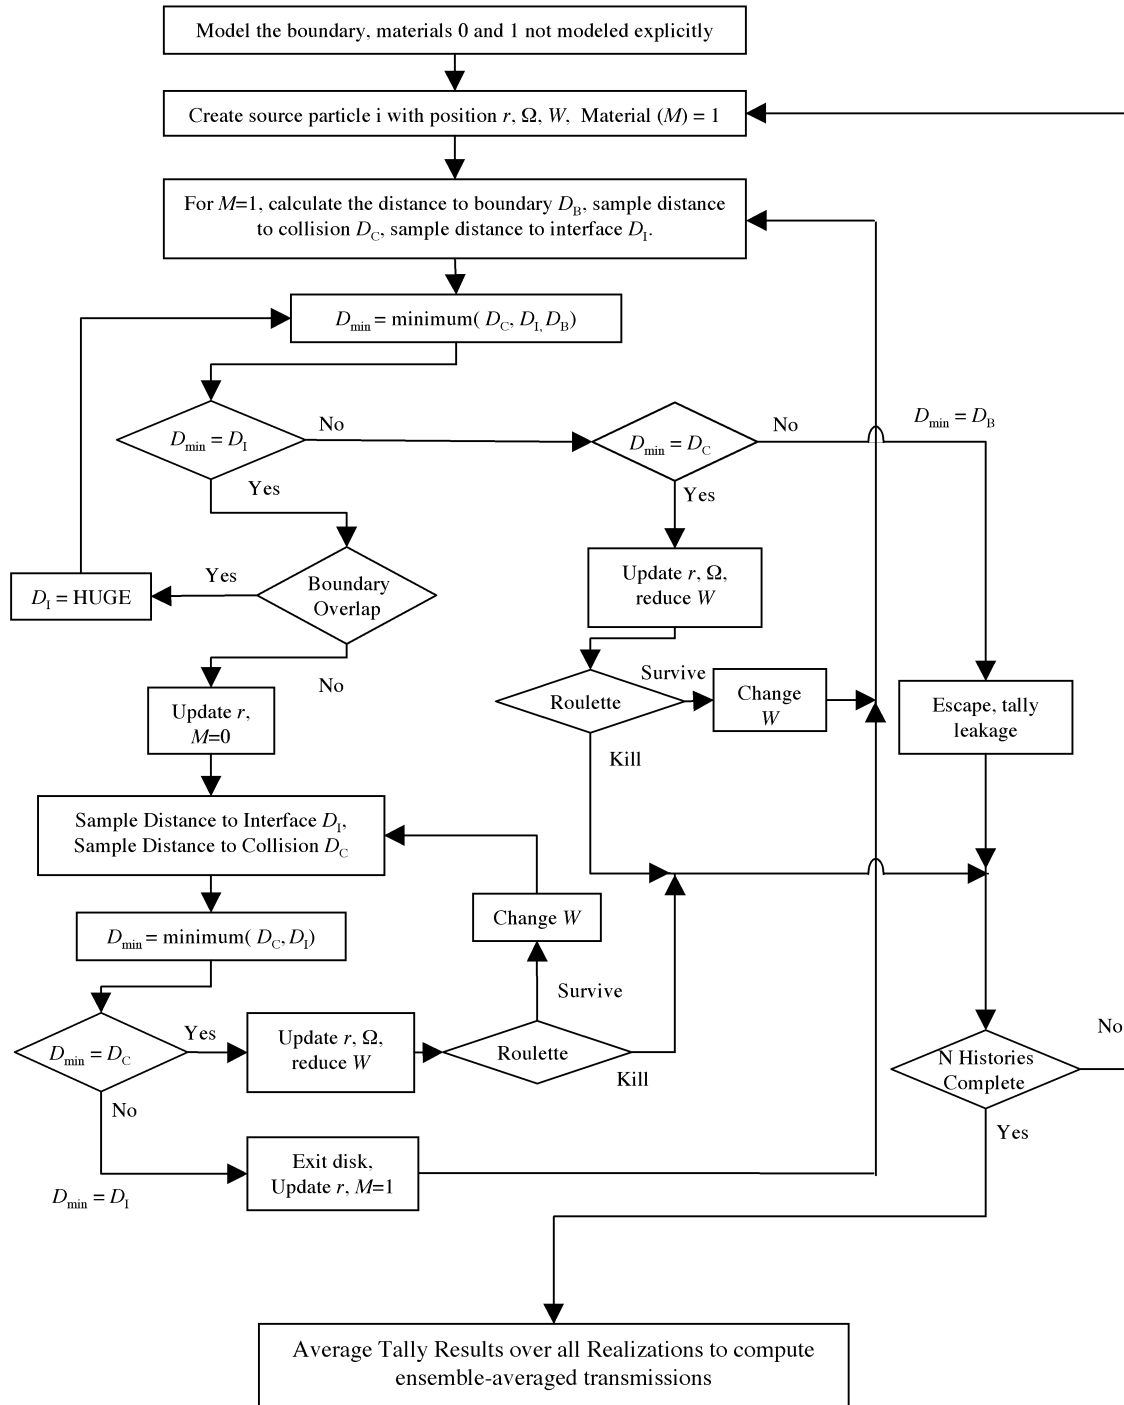 Model the boundary, materials 0 and 1 not modeled explicitly
Create source particle i with position r, Ω, W, Material (M) = 1
For M=1, calculate the distance to boundary D_B, sample distance
to collision D_C, sample distance to interface D_I.
D_min = minimum( D_C, D_I, D_B)
D_min = D_I
No
Yes
D_min = D_C
No
D_min = D_B
Yes
Boundary
Overlap
Yes
D_I = HUGE
No
Update r, Ω,
reduce W
Roulette
Survive
Change
W
Kill
Escape, tally
leakage
Update r,
M=0
Sample Distance to Interface D_I,
Sample Distance to Collision D_C
D_min = minimum( D_C, D_I)
D_min = D_C
Yes
Update r, Ω,
reduce W
Roulette
Survive
Change W
Kill
No
D_min = D_I
Exit disk,
Update r, M=1
N Histories
Complete
No
Yes
Average Tally Results over all Realizations to compute
ensemble-averaged transmissions